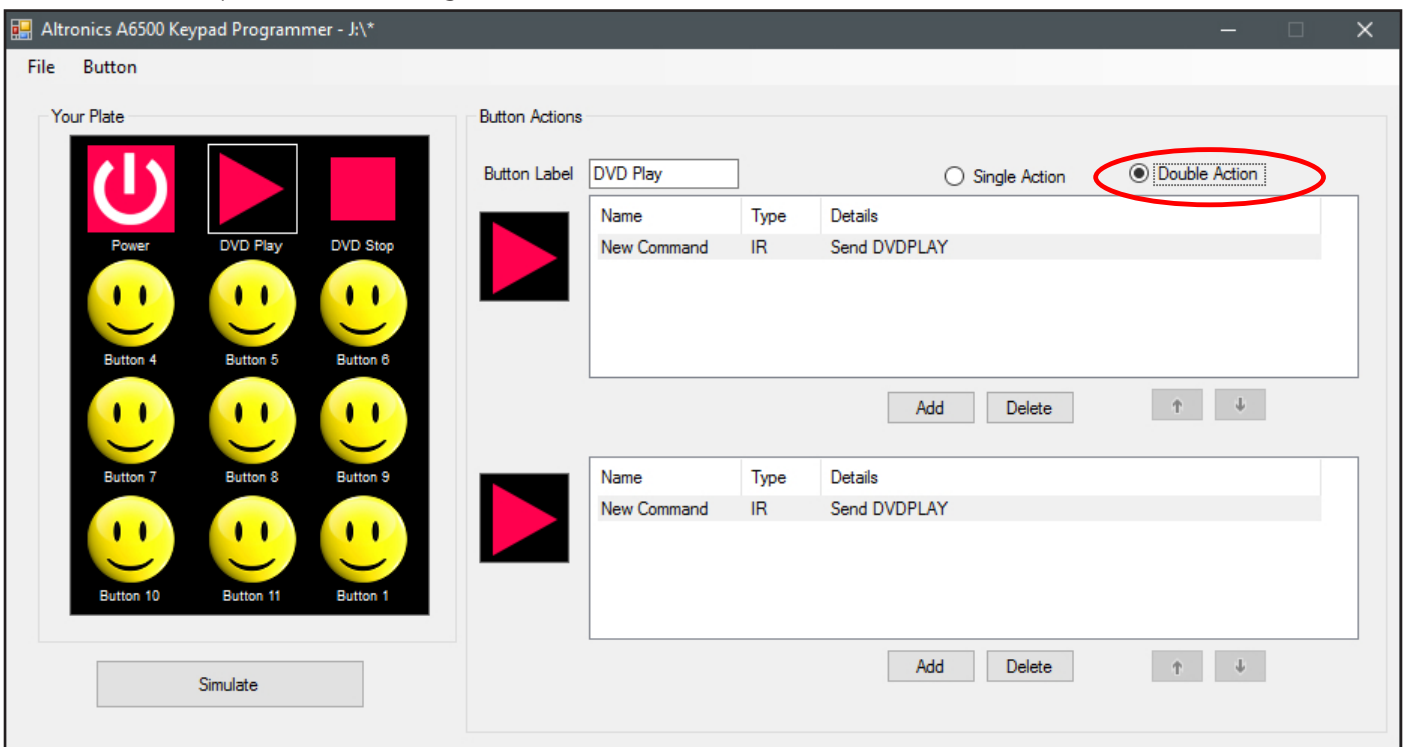 Altronics A6500 Keypad Programmer - J:\*
File Button
Your Plate
Power DVD Play DVD Stop
Button 4 Button 5 Button 6
Button 7 Button 8 Button 9
Button 10 Button 11 Button 1
Simulate
Button Actions
Button Label DVD Play Single Action Double Action
Name Type Details
New Command IR Send DVDPLAY
Add Delete ↑ ↓
Name Type Details
New Command IR Send DVDPLAY
Add Delete ↑ ↓